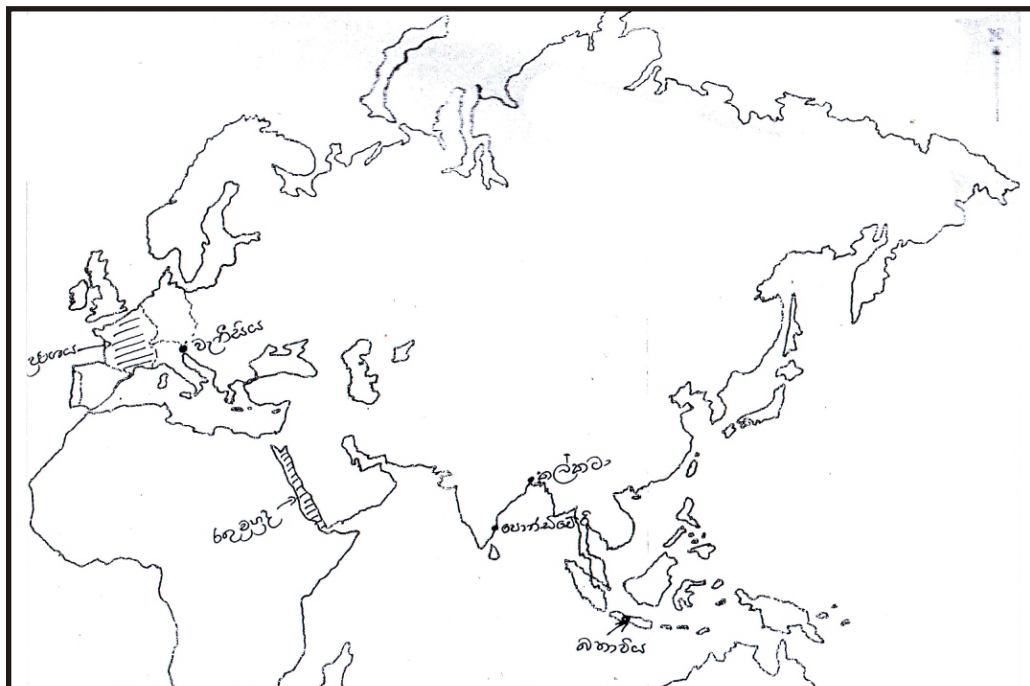 ප්‍රංශය
වැනීසිය
කල්කටා
පොන්ඩිචේරි
රතු මුහුද
බතාවිය